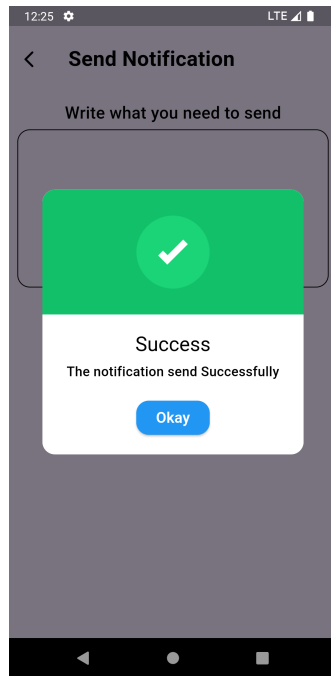 12:25 LTE
Send Notification
Write what you need to send
Success
The notification send Successfully
Okay